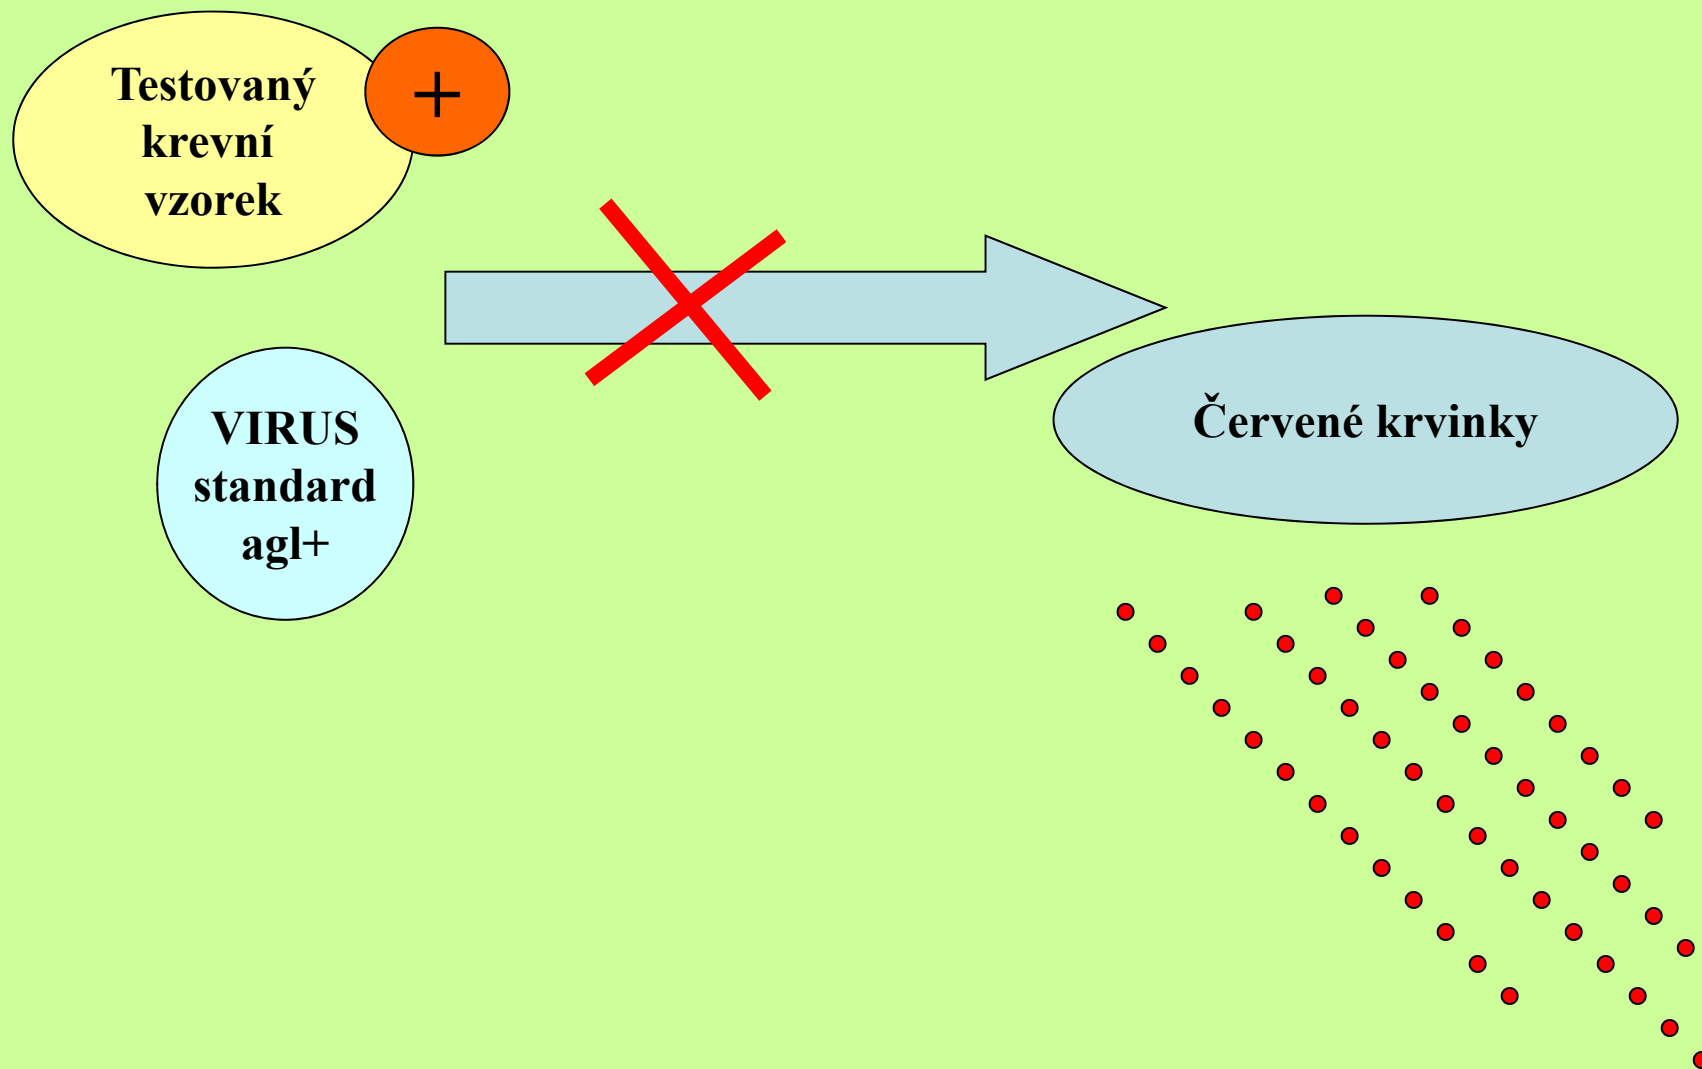 Testovaný
krevní
vzorek
+
VIRUS
standard
agl+
Červené krvinky